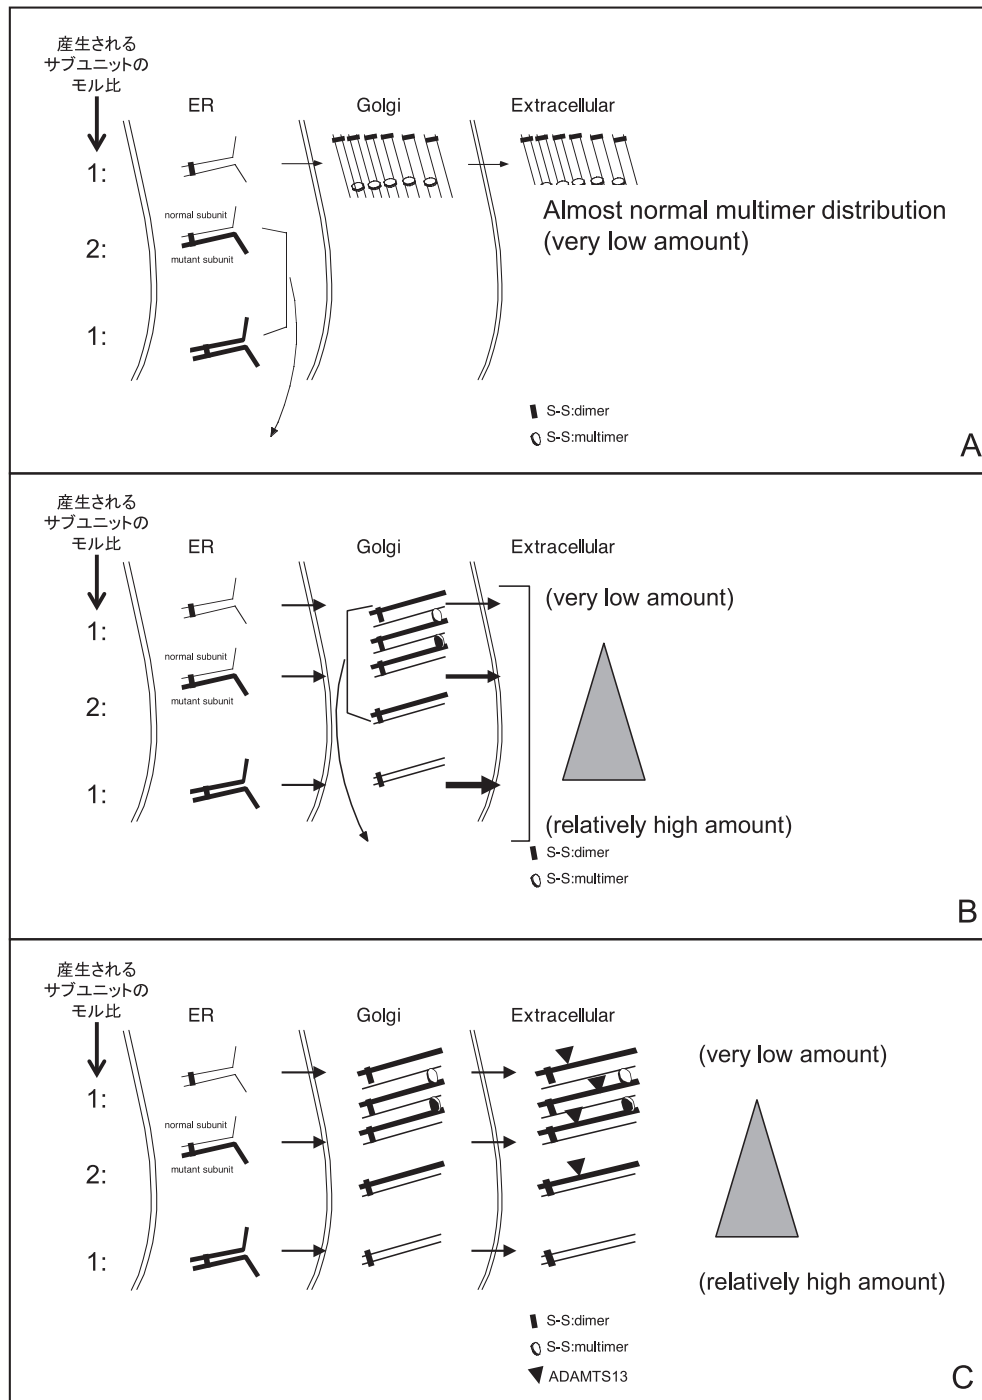 産生される
サブユニットの
モル比
ER
Golgi
Extracellular
1:
normal subunit
2:
mutant subunit
1:
Almost normal multimer distribution
(very low amount)
S-S:dimer
S-S:multimer
A
産生される
サブユニットの
モル比
ER
Golgi
Extracellular
1:
normal subunit
2:
mutant subunit
1:
(very low amount)
(relatively high amount)
S-S:dimer
S-S:multimer
B
産生される
サブユニットの
モル比
ER
Golgi
Extracellular
1:
normal subunit
mutant subunit
2:
1:
(very low amount)
(relatively high amount)
S-S:dimer
S-S:multimer
ADAMTS13
C